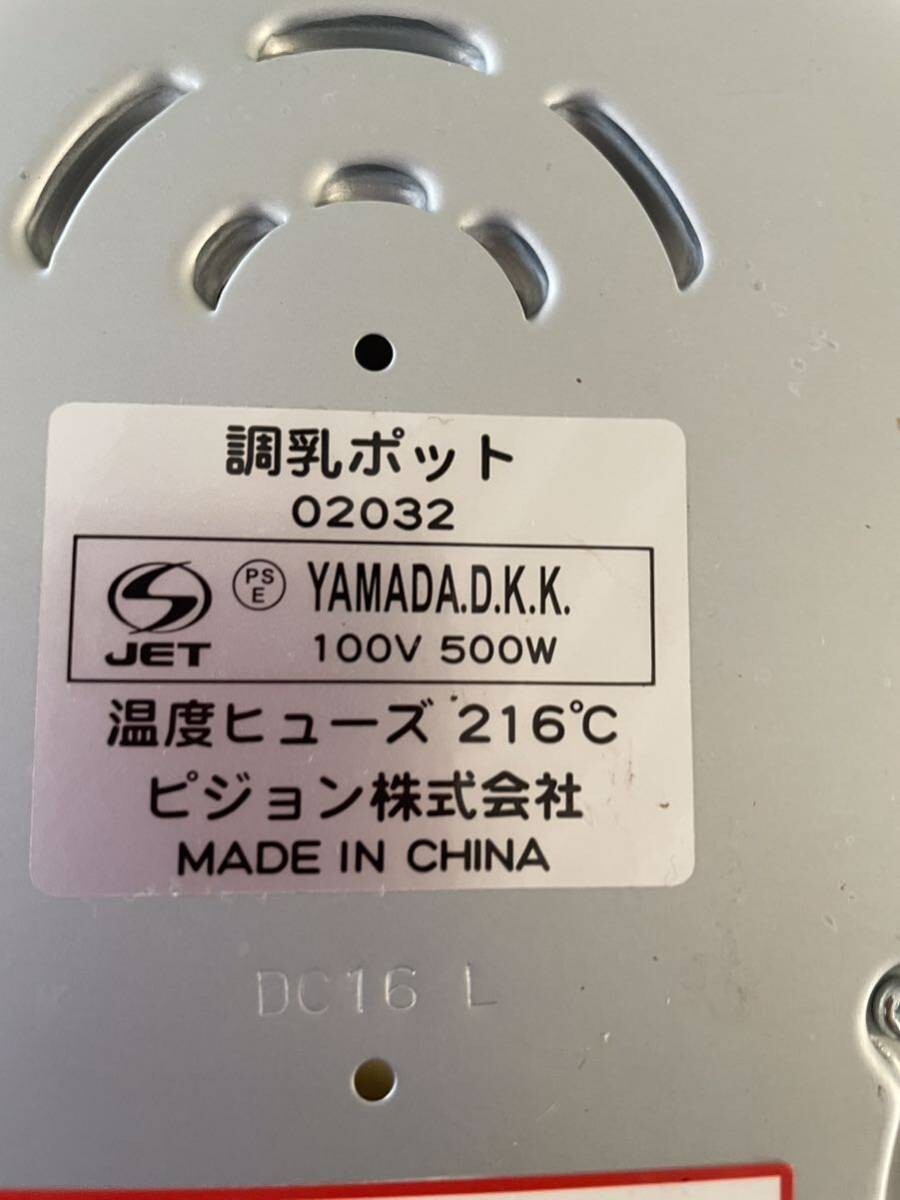 調乳ポット
02032
PS
E
YAMADA.D.K.K.
JET
100V 500W
温度ヒューズ 216℃
ピジョン株式会社
MADE IN CHINA
DC16 L